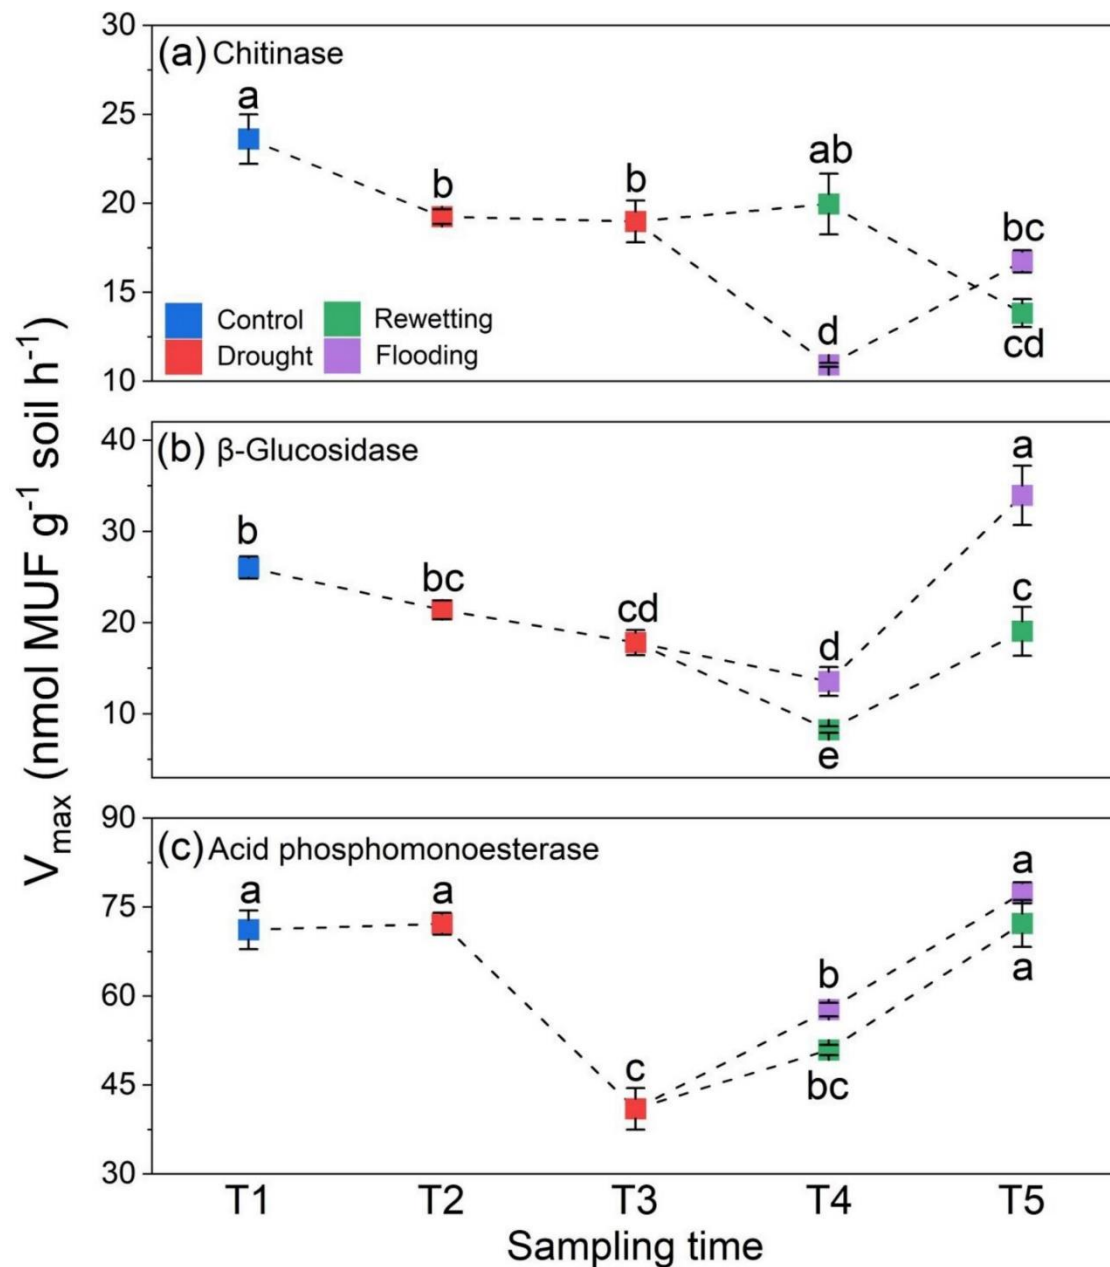 V_max (nmol MUF g⁻¹ soil h⁻¹)
(a) Chitinase
30
25
20
15
10
a
b
b
ab
d
bc
cd
Control
Rewetting
Drought
Flooding
(b) β-Glucosidase
40
30
20
10
b
bc
cd
d
e
a
c
(c) Acid phosphomonoesterase
90
75
60
45
30
a
a
c
b
bc
a
a
T1 T2 T3 T4 T5
Sampling time